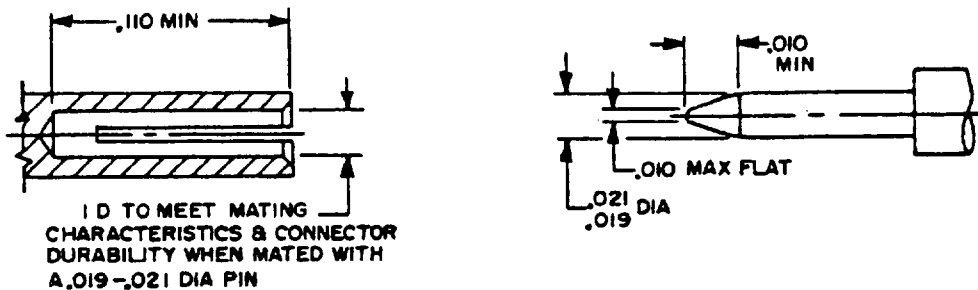 .110 MIN
I D TO MEET MATING
CHARACTERISTICS & CONNECTOR
DURABILITY WHEN MATED WITH
A .019-.021 DIA PIN
.010
MIN
.010 MAX FLAT
.021
.019 DIA